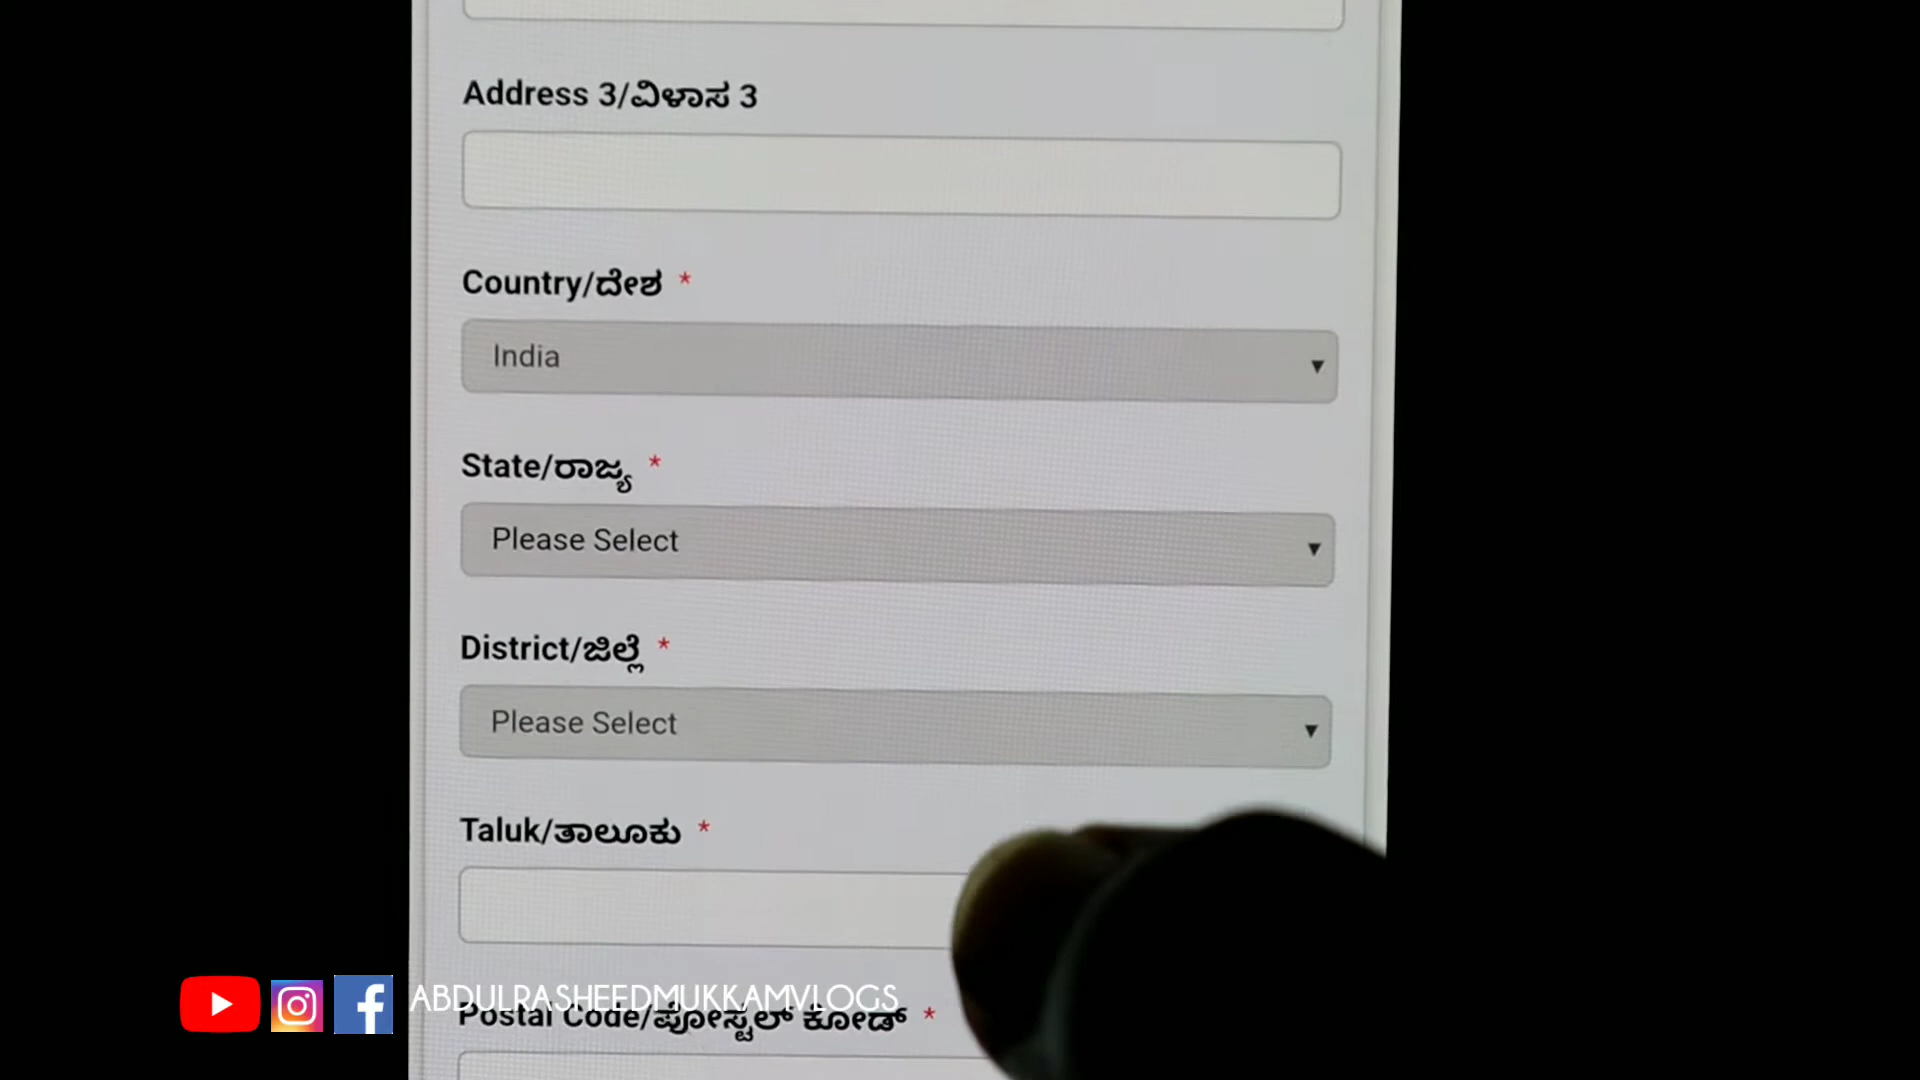 Address 3/ವಿಳಾಸ 3
Country/ದೇಶ *
India
State/ರಾಜ್ಯ *
Please Select
District/ಜಿಲ್ಲೆ *
Please Select
Taluk/ತಾಲೂಕು *
ABDULRASHEEDMUKKAMVLOGS
Postal Code/ಪೋಸ್ಟಲ್ ಕೋಡ್ *